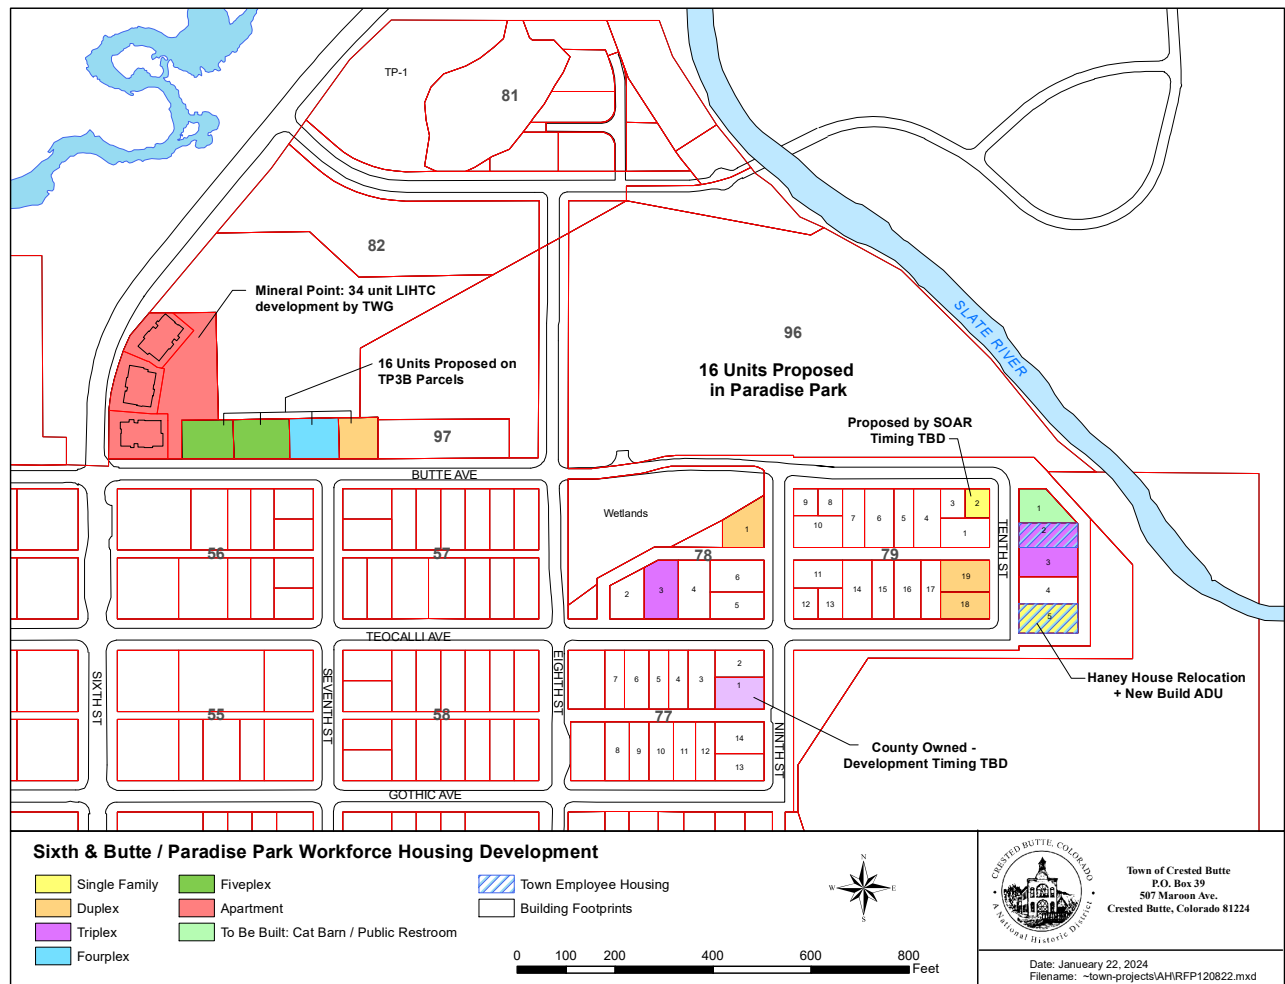 TP-1
81
82
Mineral Point: 34 unit LIHTC
development by TWG
16 Units Proposed on
TP3B Parcels
96
16 Units Proposed
in Paradise Park
SLATE RIVER
Proposed by SOAR
Timing TBD
97
BUTTE AVE
Wetlands
1
78
2
3
4
6
5
9
8
10
7
6
5
4
3
2
1
79
11
12
13
14
15
16
17
19
18
TENTH ST
1
2
3
4
5
56
57
TEOCALLI AVE
Haney House Relocation
+ New Build ADU
SIXTH ST
55
SEVENTH ST
58
EIGHTH ST
7
6
5
4
3
2
1
77
8
9
10
11
12
14
13
NINTH ST
County Owned -
Development Timing TBD
GOTHIC AVE
Sixth & Butte / Paradise Park Workforce Housing Development
Single Family
Duplex
Triplex
Fourplex
Fiveplex
Apartment
To Be Built: Cat Barn / Public Restroom
Town Employee Housing
Building Footprints
N
W
E
S
0 100 200 400 600 800
Feet
CRESTED BUTTE, COLORADO
A National Historic District
Town of Crested Butte
P.O. Box 39
507 Maroon Ave.
Crested Butte, Colorado 81224
Date: Janueary 22, 2024
Filename: ~town-projects\AH\RFP120822.mxd